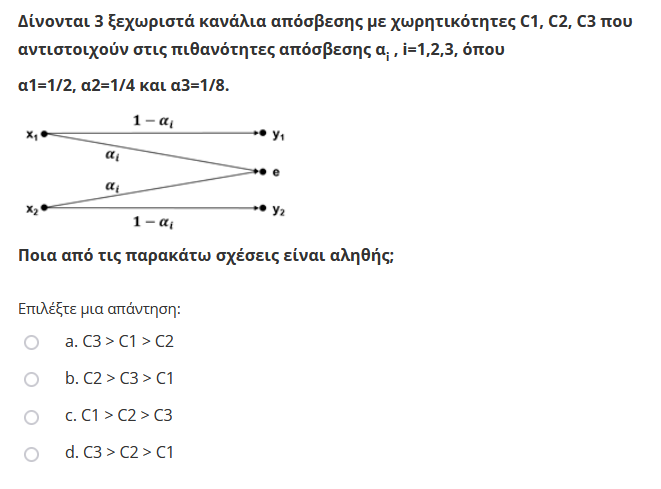 Δίνονται 3 ξεχωριστά κανάλια απόσβεσης με χωρητικότητες C1, C2, C3 που
αντιστοιχούν στις πιθανότητες απόσβεσης αᵢ , i=1,2,3, όπου
α1=1/2, α2=1/4 και α3=1/8.
1 − αᵢ
x₁ y₁
αᵢ
e
αᵢ
x₂ y₂
1 − αᵢ
Ποια από τις παρακάτω σχέσεις είναι αληθής;
Επιλέξτε μια απάντηση:
a. C3 > C1 > C2
b. C2 > C3 > C1
c. C1 > C2 > C3
d. C3 > C2 > C1